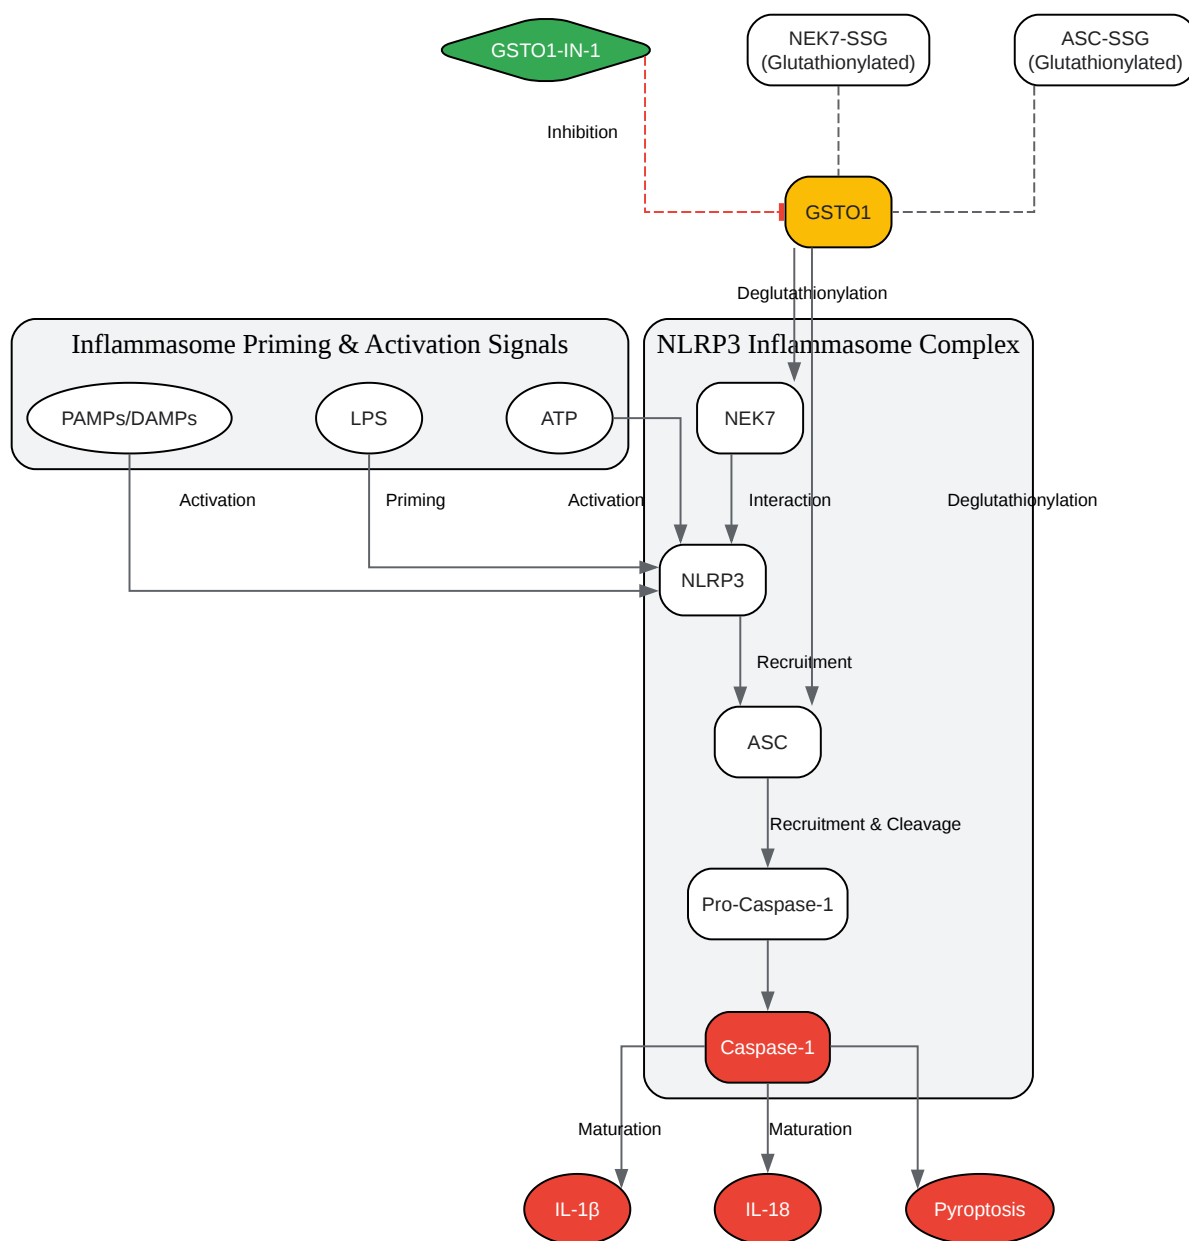 GSTO1-IN-1
NEK7-SSG
(Glutathionylated)
ASC-SSG
(Glutathionylated)
Inhibition
GSTO1
Deglutathionylation
Inflammasome Priming & Activation Signals
NLRP3 Inflammasome Complex
PAMPs/DAMPs
LPS
ATP
NEK7
Activation
Priming
Activation
Interaction
Deglutathionylation
NLRP3
Recruitment
ASC
Recruitment & Cleavage
Pro-Caspase-1
Caspase-1
Maturation
Maturation
IL-1β
IL-18
Pyroptosis